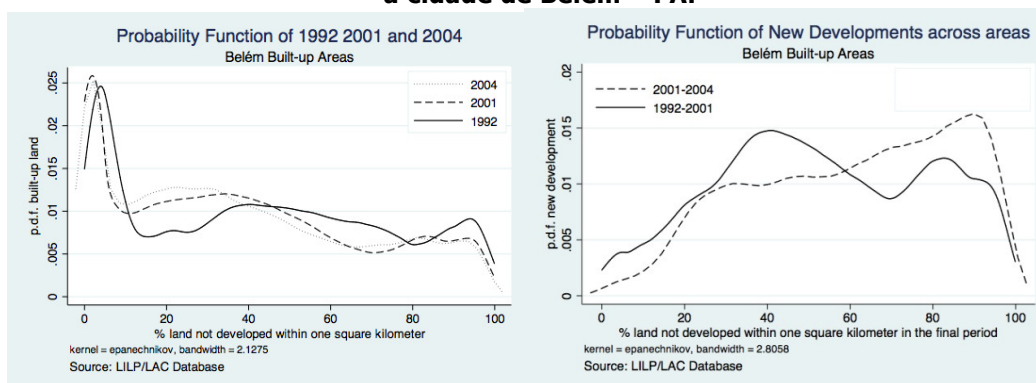 a cidade de Belém – PA.
Probability Function of 1992 2001 and 2004
Belém Built-up Areas
2004
2001
1992
p.d.f. built-up land
.025
.02
.015
.01
.005
0
0 20 40 60 80 100
% land not developed within one square kilometer
kernel = epanechnikov, bandwidth = 2.1275
Source: LILP/LAC Database
Probability Function of New Developments across areas
Belém Built-up Areas
2001-2004
1992-2001
p.d.f. new development
.02
.015
.01
.005
0
0 20 40 60 80 100
% land not developed within one square kilometer in the final period
kernel = epanechnikov, bandwidth = 2.8058
Source: LILP/LAC Database